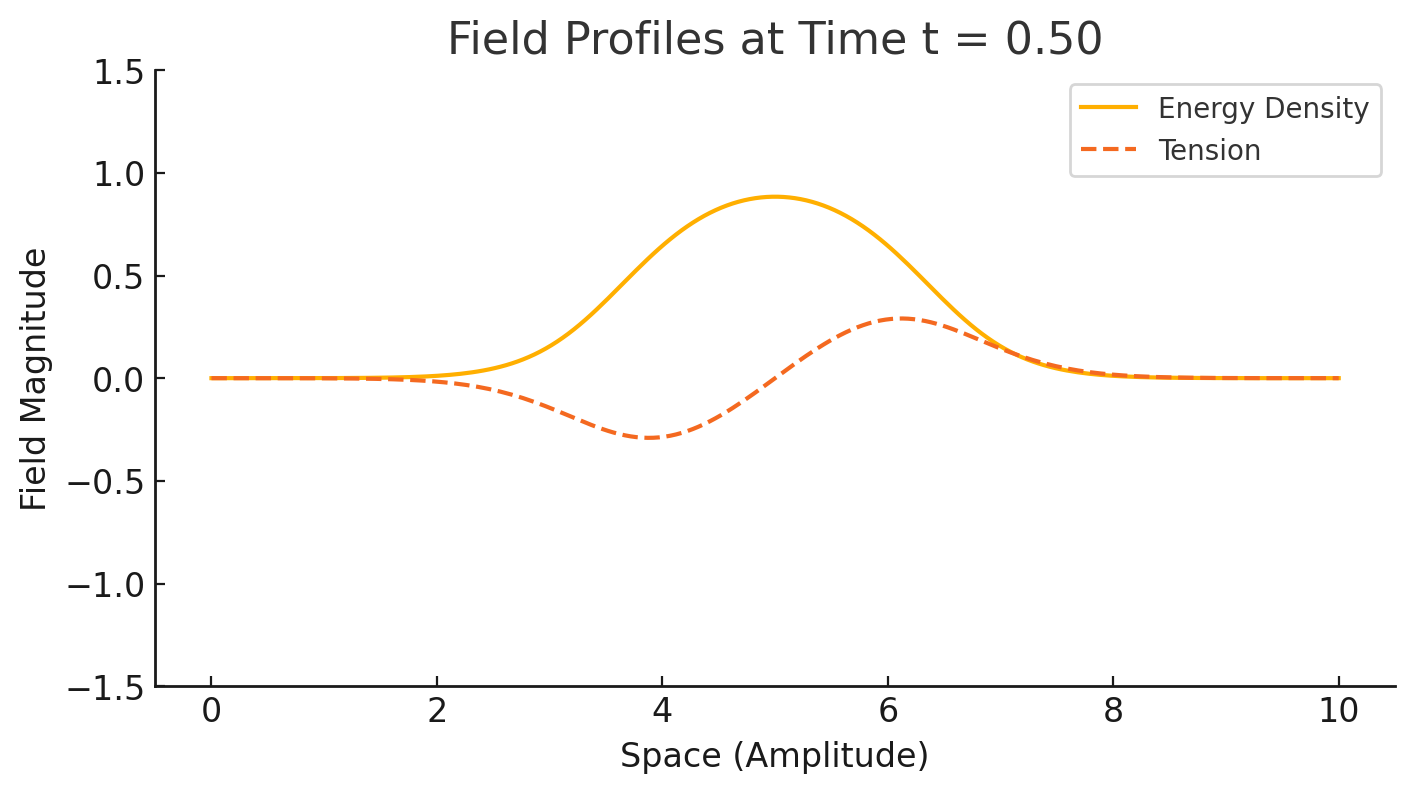 Field Profiles at Time t = 0.50
Energy Density
Tension
1.5
1.0
0.5
0.0
−0.5
−1.0
−1.5
Field Magnitude
0 2 4 6 8 10
Space (Amplitude)